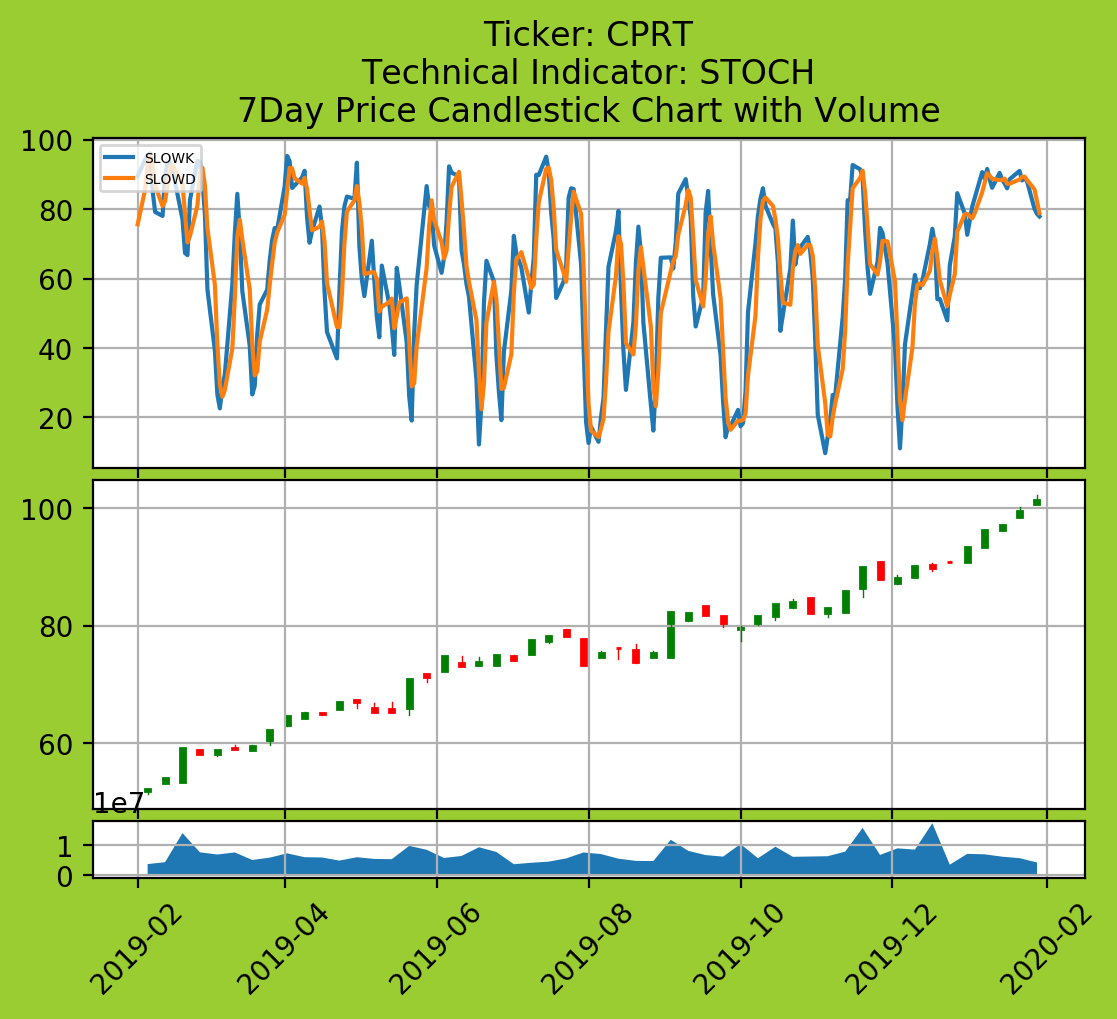 Ticker: CPRT
Technical Indicator: STOCH
7Day Price Candlestick Chart with Volume
100
80
60
40
20
SLOWK
SLOWD
100
80
60
1e7
1
0
2019-02
2019-04
2019-06
2019-08
2019-10
2019-12
2020-02